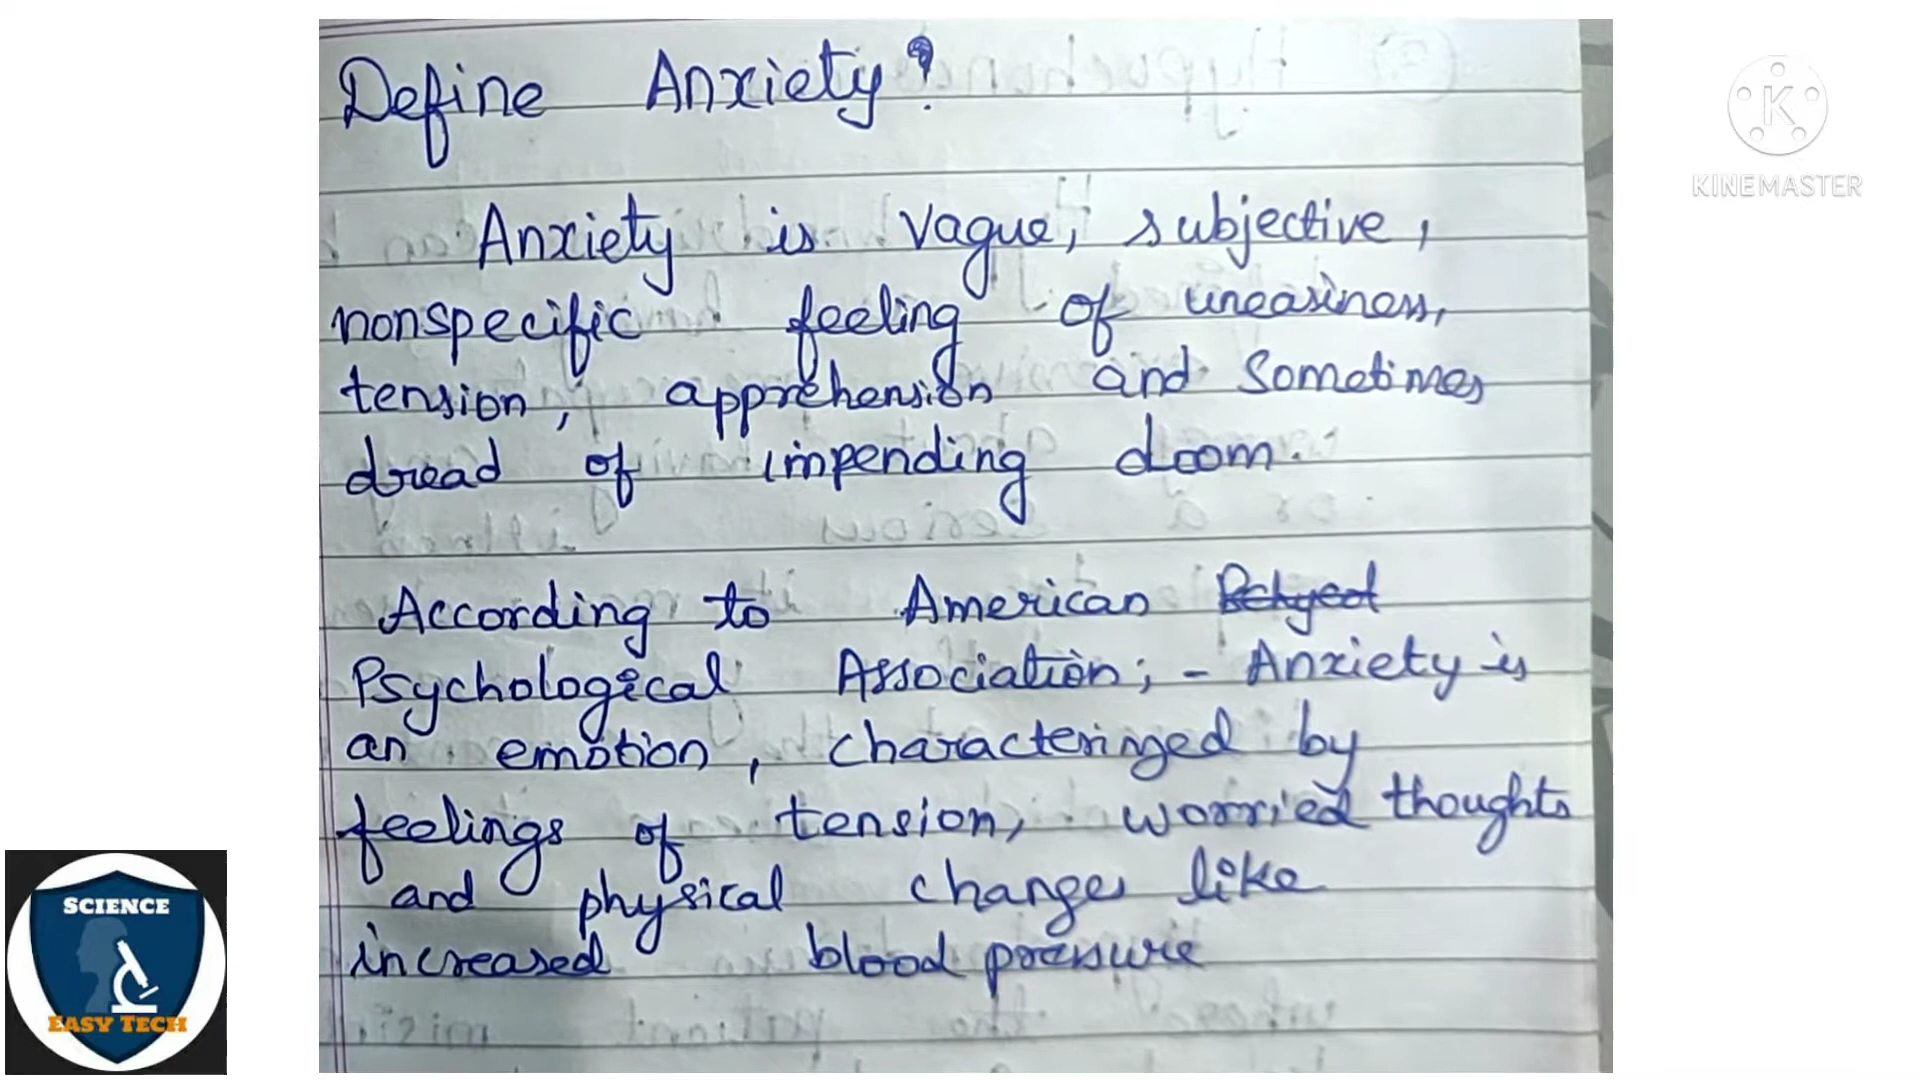 Define Anxiety?
Anxiety is vague, subjective,
nonspecific feeling of uneasiness,
tension, apprehension and sometimes
dread of impending doom.
According to American
Psychological Association; - Anxiety is
an emotion, characterized by
feelings of tension, worried thoughts
and physical changes like
increased blood pressure
K
KINEMASTER
SCIENCE
EASY TECH